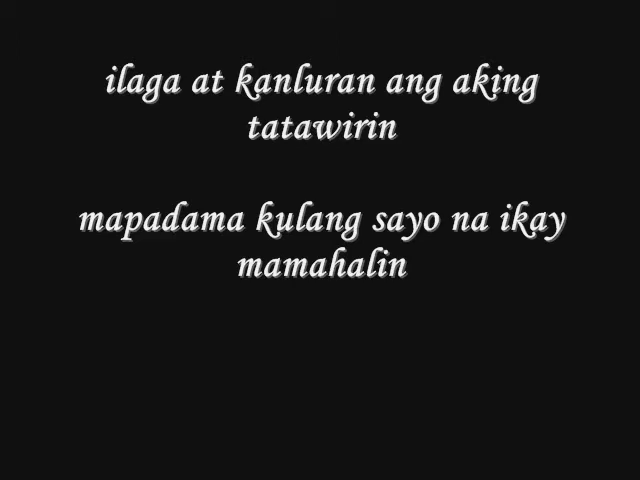 ilaga at kanluran ang aking
tatawirin
mapadama kulang sayo na ikay
mamahalin